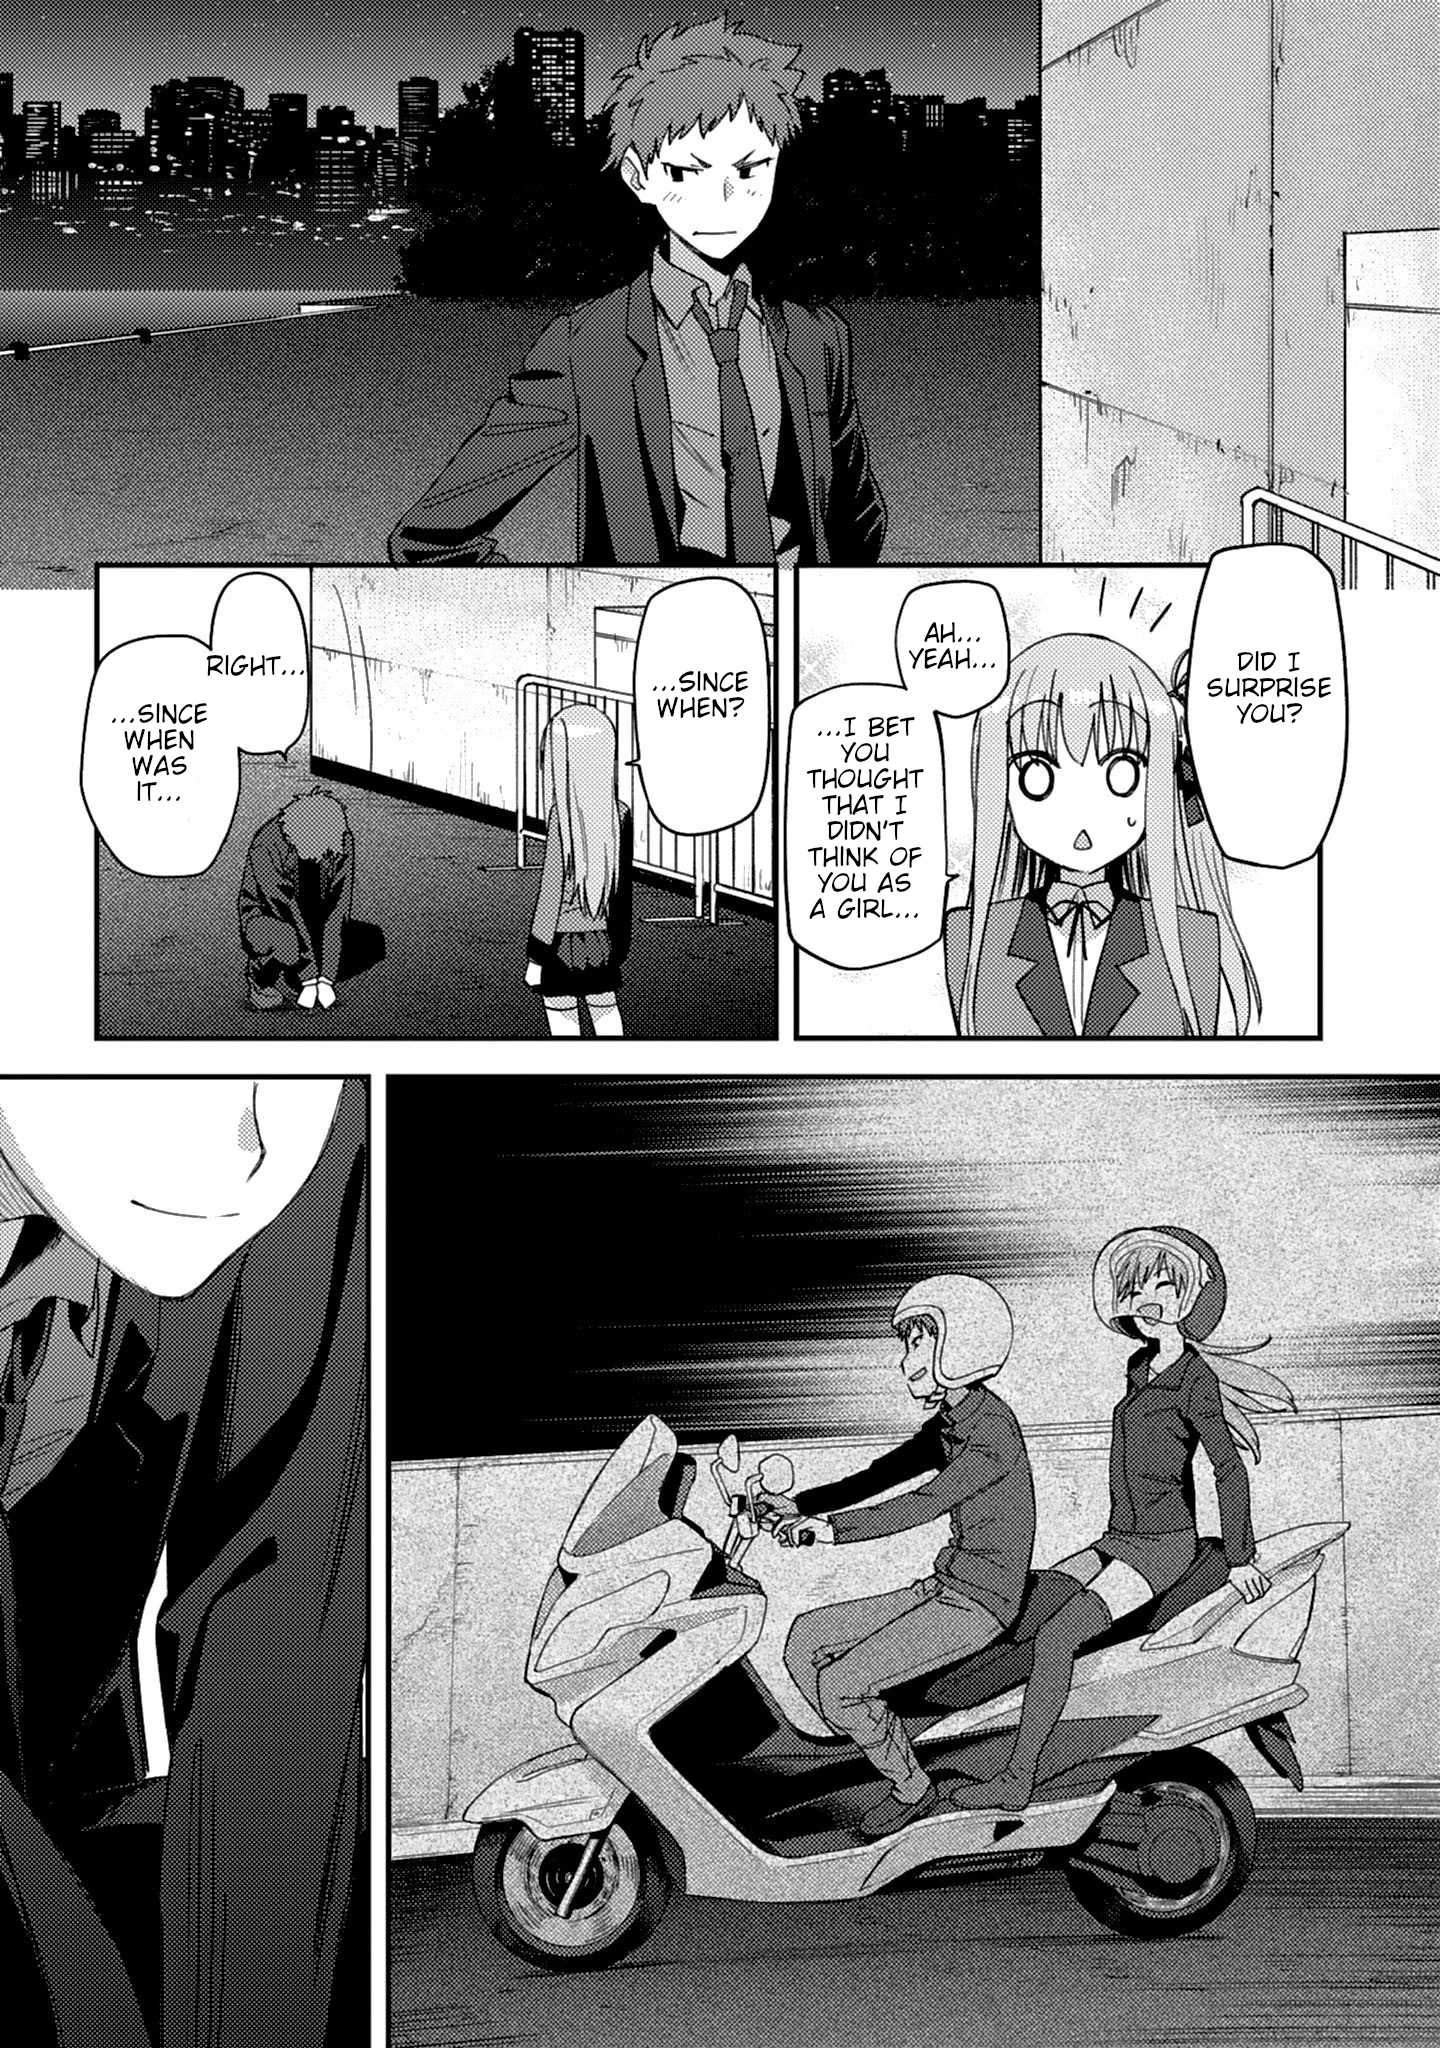 DID I
SURPRISE
YOU?
AH...
YEAH...
...I BET
YOU
THOUGHT
THAT I
DIDN'T
THINK OF
YOU AS
A GIRL...
...SINCE
WHEN?
RIGHT...
...SINCE
WHEN
WAS
IT...